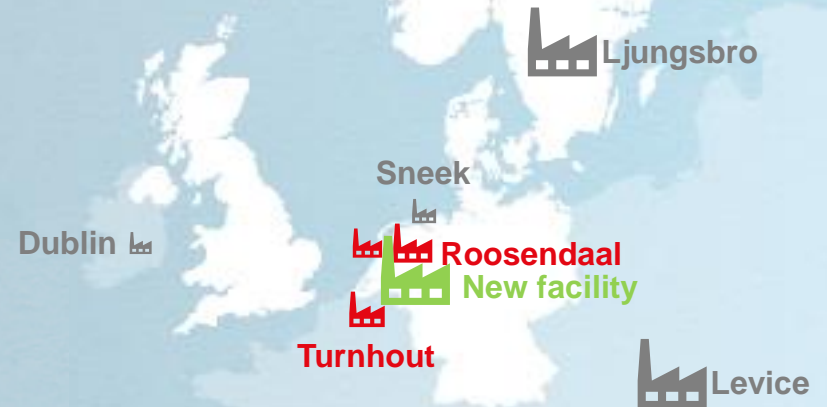 Ljungsbro
Sneek
Dublin
Roosendaal
New facility
Turnhout
Levice